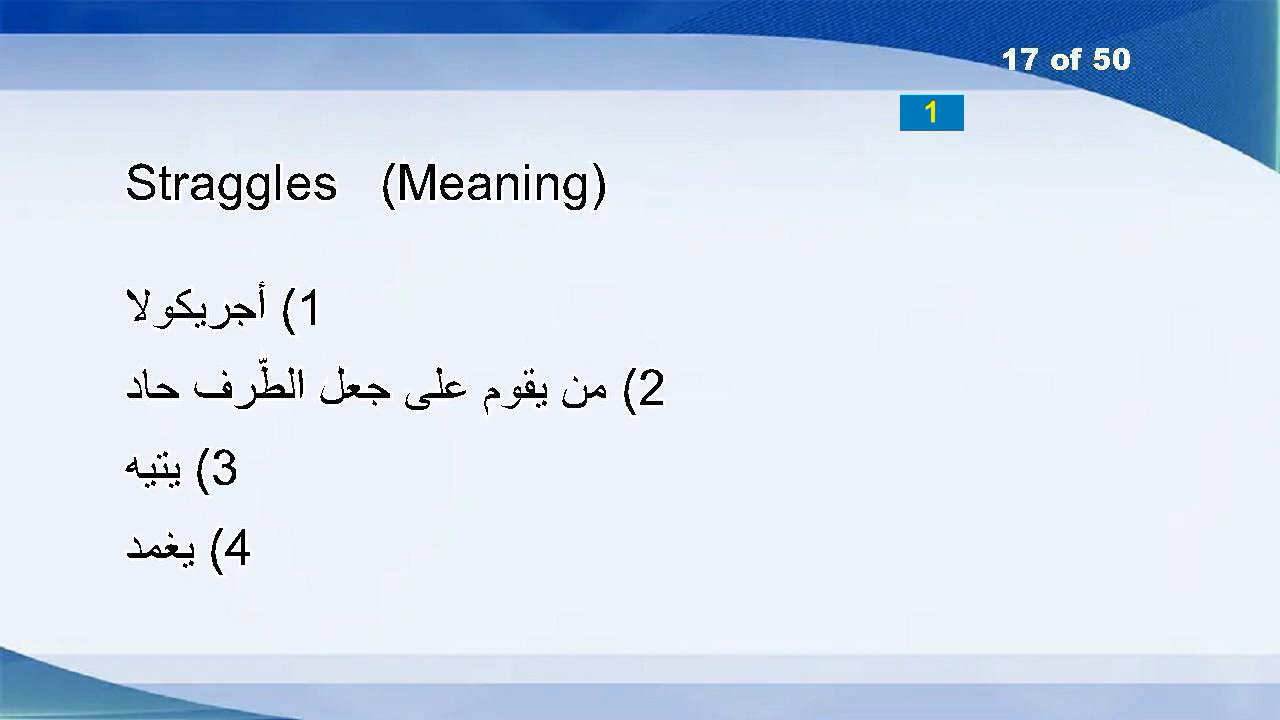 17 of 50
1
Straggles (Meaning)
1) أجريكولا
2) من يقوم على جعل الطّرف حاد
3) يتيه
4) يغمد